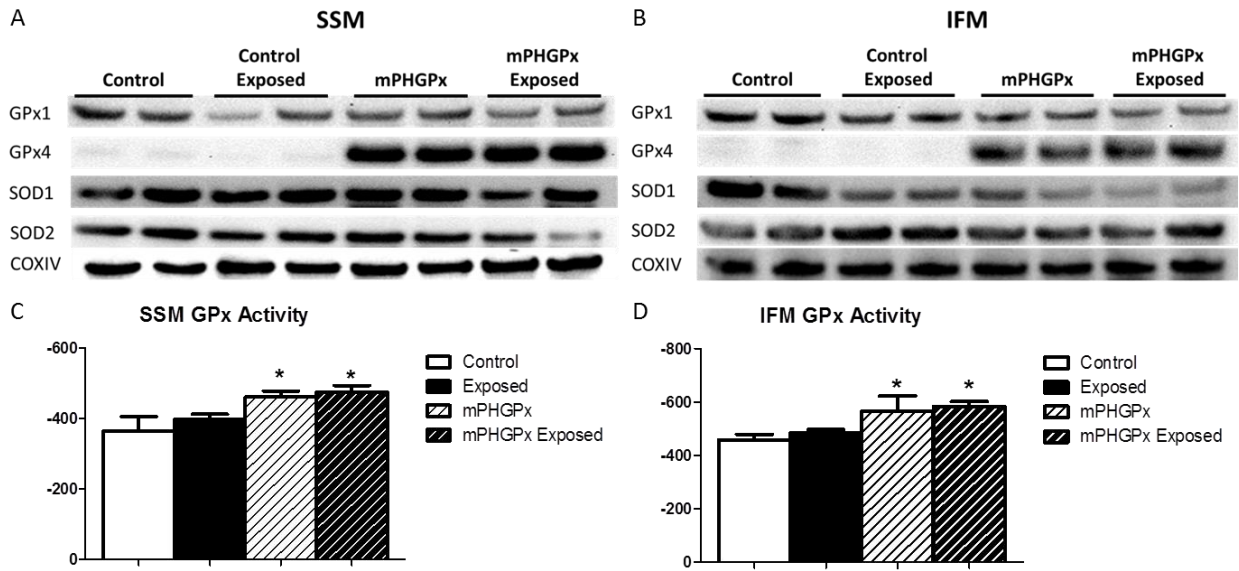 A
SSM
Control
Control
Exposed
mPHGPx
mPHGPx
Exposed
GPx1
GPx4
SOD1
SOD2
COXIV
B
IFM
Control
Control
Exposed
mPHGPx
mPHGPx
Exposed
GPx1
GPx4
SOD1
SOD2
COXIV
C
SSM GPx Activity
-600
-400
-200
0
* *
Control
Exposed
mPHGPx
mPHGPx Exposed
D
IFM GPx Activity
-800
-600
-400
-200
0
* *
Control
Exposed
mPHGPx
mPHGPx Exposed